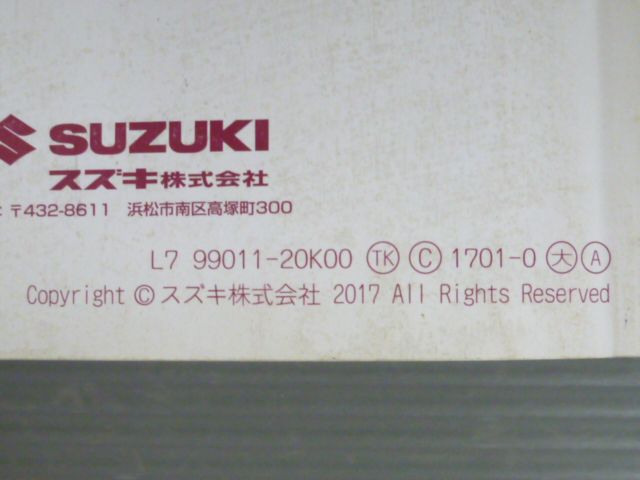 SUZUKI
スズキ株式会社
〒432-8611 浜松市南区高塚町300
L7 99011-20K00 TK C 1701-0 大 A
Copyright © スズキ株式会社 2017 All Rights Reserved